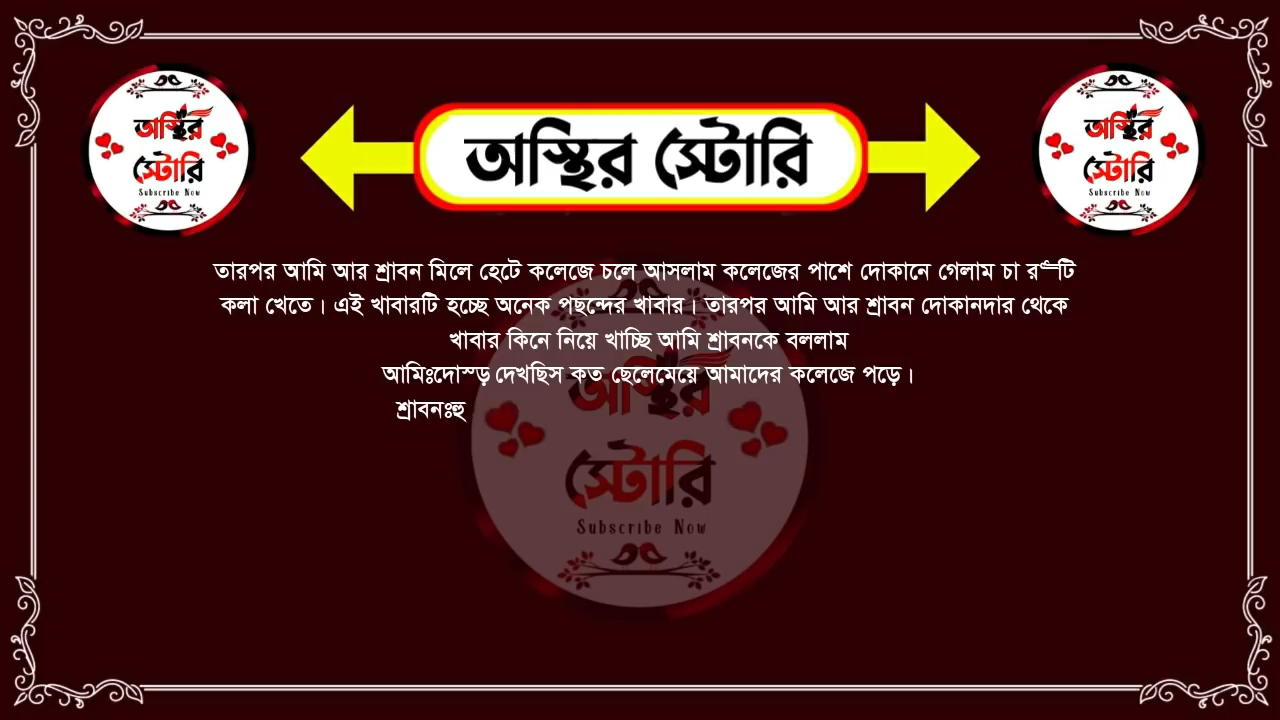 অস্থির
স্টোরি
Subscribe Now
অস্থির স্টোরি
অস্থির
স্টোরি
Subscribe Now
তারপর আমি আর শ্রাবন মিলে হেটে কলেজে চলে আসলাম কলেজের পাশে দোকানে গেলাম চা
কলা খেতে। এই খাবারটি হচ্ছে অনেক পছন্দের খাবার। তারপর আমি আর শ্রাবন দোকানদার থেকে
খাবার কিনে নিয়ে খাচ্ছি আমি শ্রাবনকে বললাম
আমিঃদোস্ড় দেখছিস কত ছেলেমেয়ে আমাদের কলেজে পড়ে।
শ্রাবনঃহু
অস্থির
স্টোরি
Subscribe Now